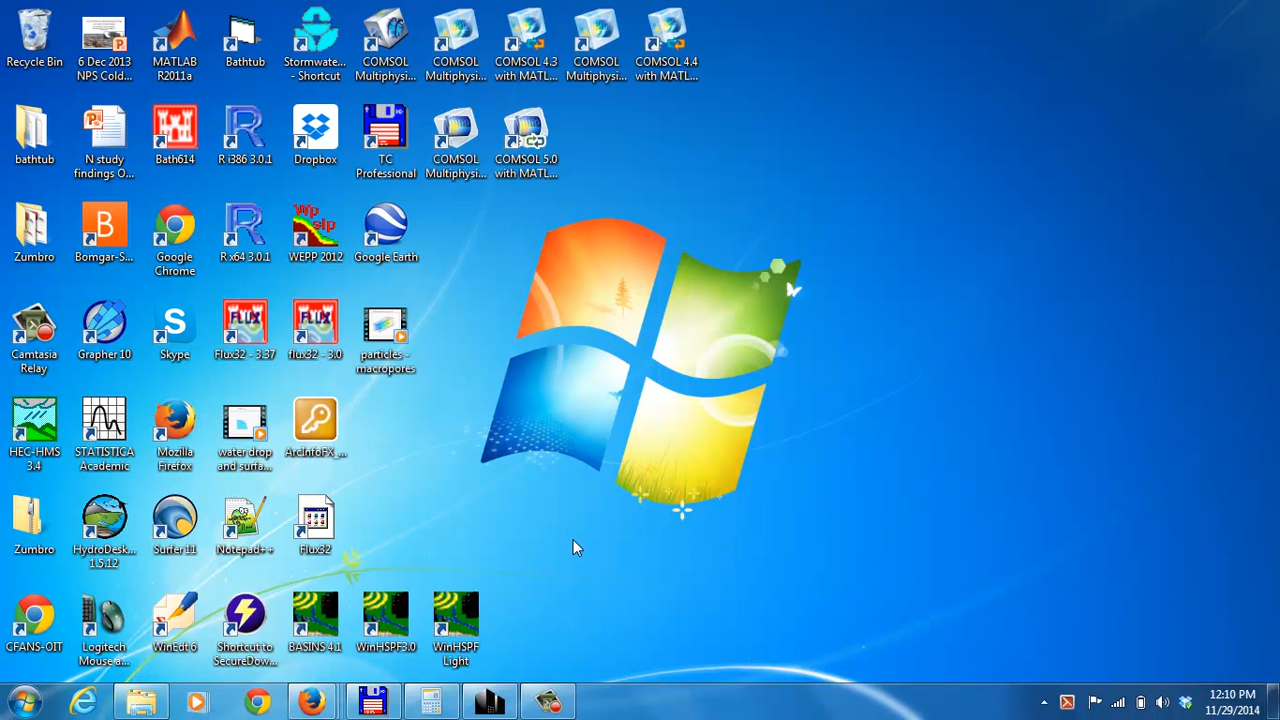 Recycle Bin
6 Dec 2013
NPS Cold...
MATLAB
R2011a
Bathtub
Stormwate...
- Shortcut
COMSOL
Multiphysi...
COMSOL
Multiphysi...
COMSOL 4.3
with MATL...
COMSOL
Multiphysi...
COMSOL 4.4
with MATL...
bathtub
N study
findings O...
Bath614
R i386 3.0.1
Dropbox
TC
Professional
COMSOL
Multiphysi...
COMSOL 5.0
with MATL...
Zumbro
B
Bomgar-S...
Google
Chrome
R x64 3.0.1
Wp
slp
WEPP 2012
Google Earth
Camtasia
Relay
Grapher 10
Skype
FLUX
Flux32 - 3.37
FLUX
flux32 - 3.0
particles -
macropores
HEC-HMS
3.4
STATISTICA
Academic
Mozilla
Firefox
water drop
and surfa...
ArcInfoFX_...
Zumbro
HydroDesk...
1.5.12
Surfer 11
Notepad++
Flux32
CFANS-OIT
Logitech
Mouse a...
WinEdt 6
Shortcut to
SecureDow...
BASINS 4.1
WinHSPF3.0
WinHSPF
Light
12:10 PM
11/29/2014